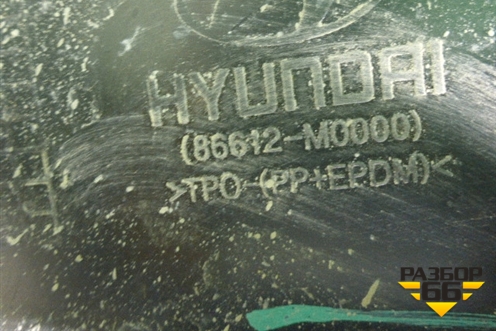 HYUNDAI
(86612-M0000)
>TPO-(PP+EPDM)<
РАЗБОР
66